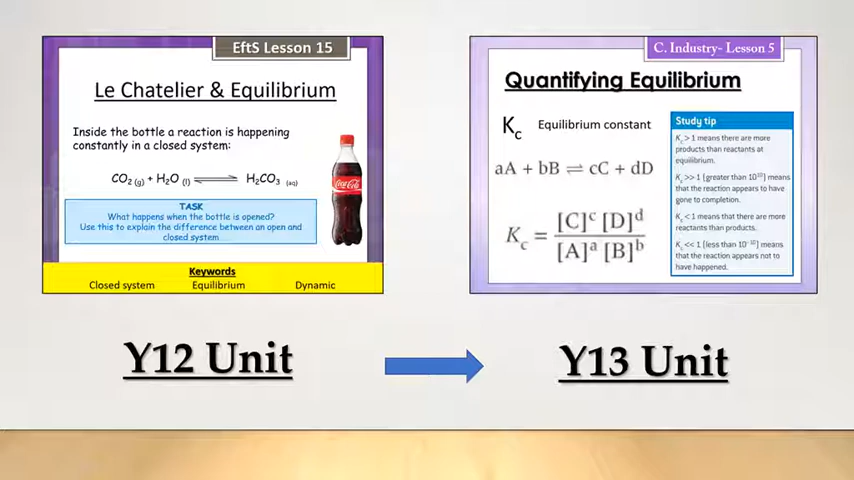 EftS Lesson 15
Le Chatelier & Equilibrium
Inside the bottle a reaction is happening
constantly in a closed system:
CO2 (g) + H2O (l) ⇌ H2CO3 (aq)
Coca-Cola
TASK
What happens when the bottle is opened?
Use this to explain the difference between an open and
closed system
Keywords
Closed system Equilibrium Dynamic
C. Industry- Lesson 5
Quantifying Equilibrium
Kc Equilibrium constant
aA + bB ⇌ cC + dD
Kc = [C]^c [D]^d / [A]^a [B]^b
Study tip
Kc > 1 means there are more
products than reactants at
equilibrium.
Kc >> 1 (greater than 10^10) means
that the reaction appears to have
gone to completion.
Kc < 1 means that there are more
reactants than products.
Kc << 1 (less than 10^-10) means
that the reaction appears not to
have happened.
Y12 Unit
Y13 Unit